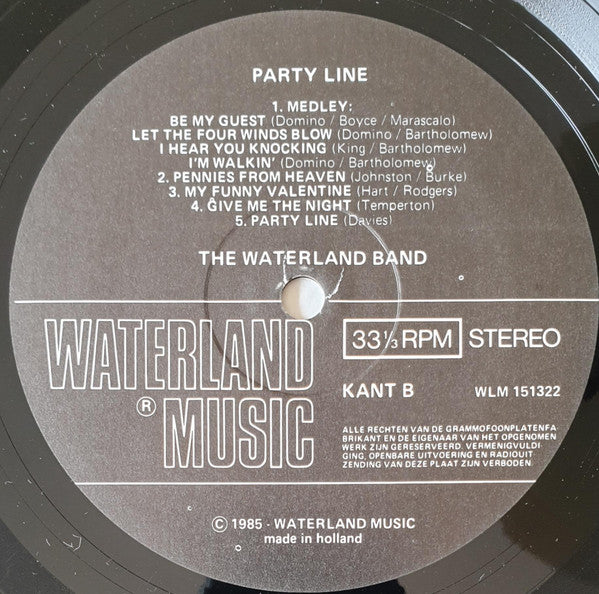 PARTY LINE
1. MEDLEY:
BE MY GUEST (Domino / Boyce / Marascalo)
LET THE FOUR WINDS BLOW (Domino / Bartholomew)
I HEAR YOU KNOCKING (King / Bartholomew)
I'M WALKIN' (Domino / Bartholomew)
2. PENNIES FROM HEAVEN (Johnston / Burke)
3. MY FUNNY VALENTINE (Hart / Rodgers)
4. GIVE ME THE NIGHT (Temperton)
5. PARTY LINE (Davies)
THE WATERLAND BAND
WATERLAND
® MUSIC
33⅓ RPM STEREO
KANT B WLM 151322
ALLE RECHTEN VAN DE GRAMMOFOONPLATENFA-
BRIKANT EN DE EIGENAAR VAN HET OPGENOMEN
WERK ZIJN GERESERVEERD. VERMENIGVULDI-
GING, OPENBARE UITVOERING EN RADIOUIT-
ZENDING VAN DEZE PLAAT ZIJN VERBODEN.
© 1985 - WATERLAND MUSIC
made in holland